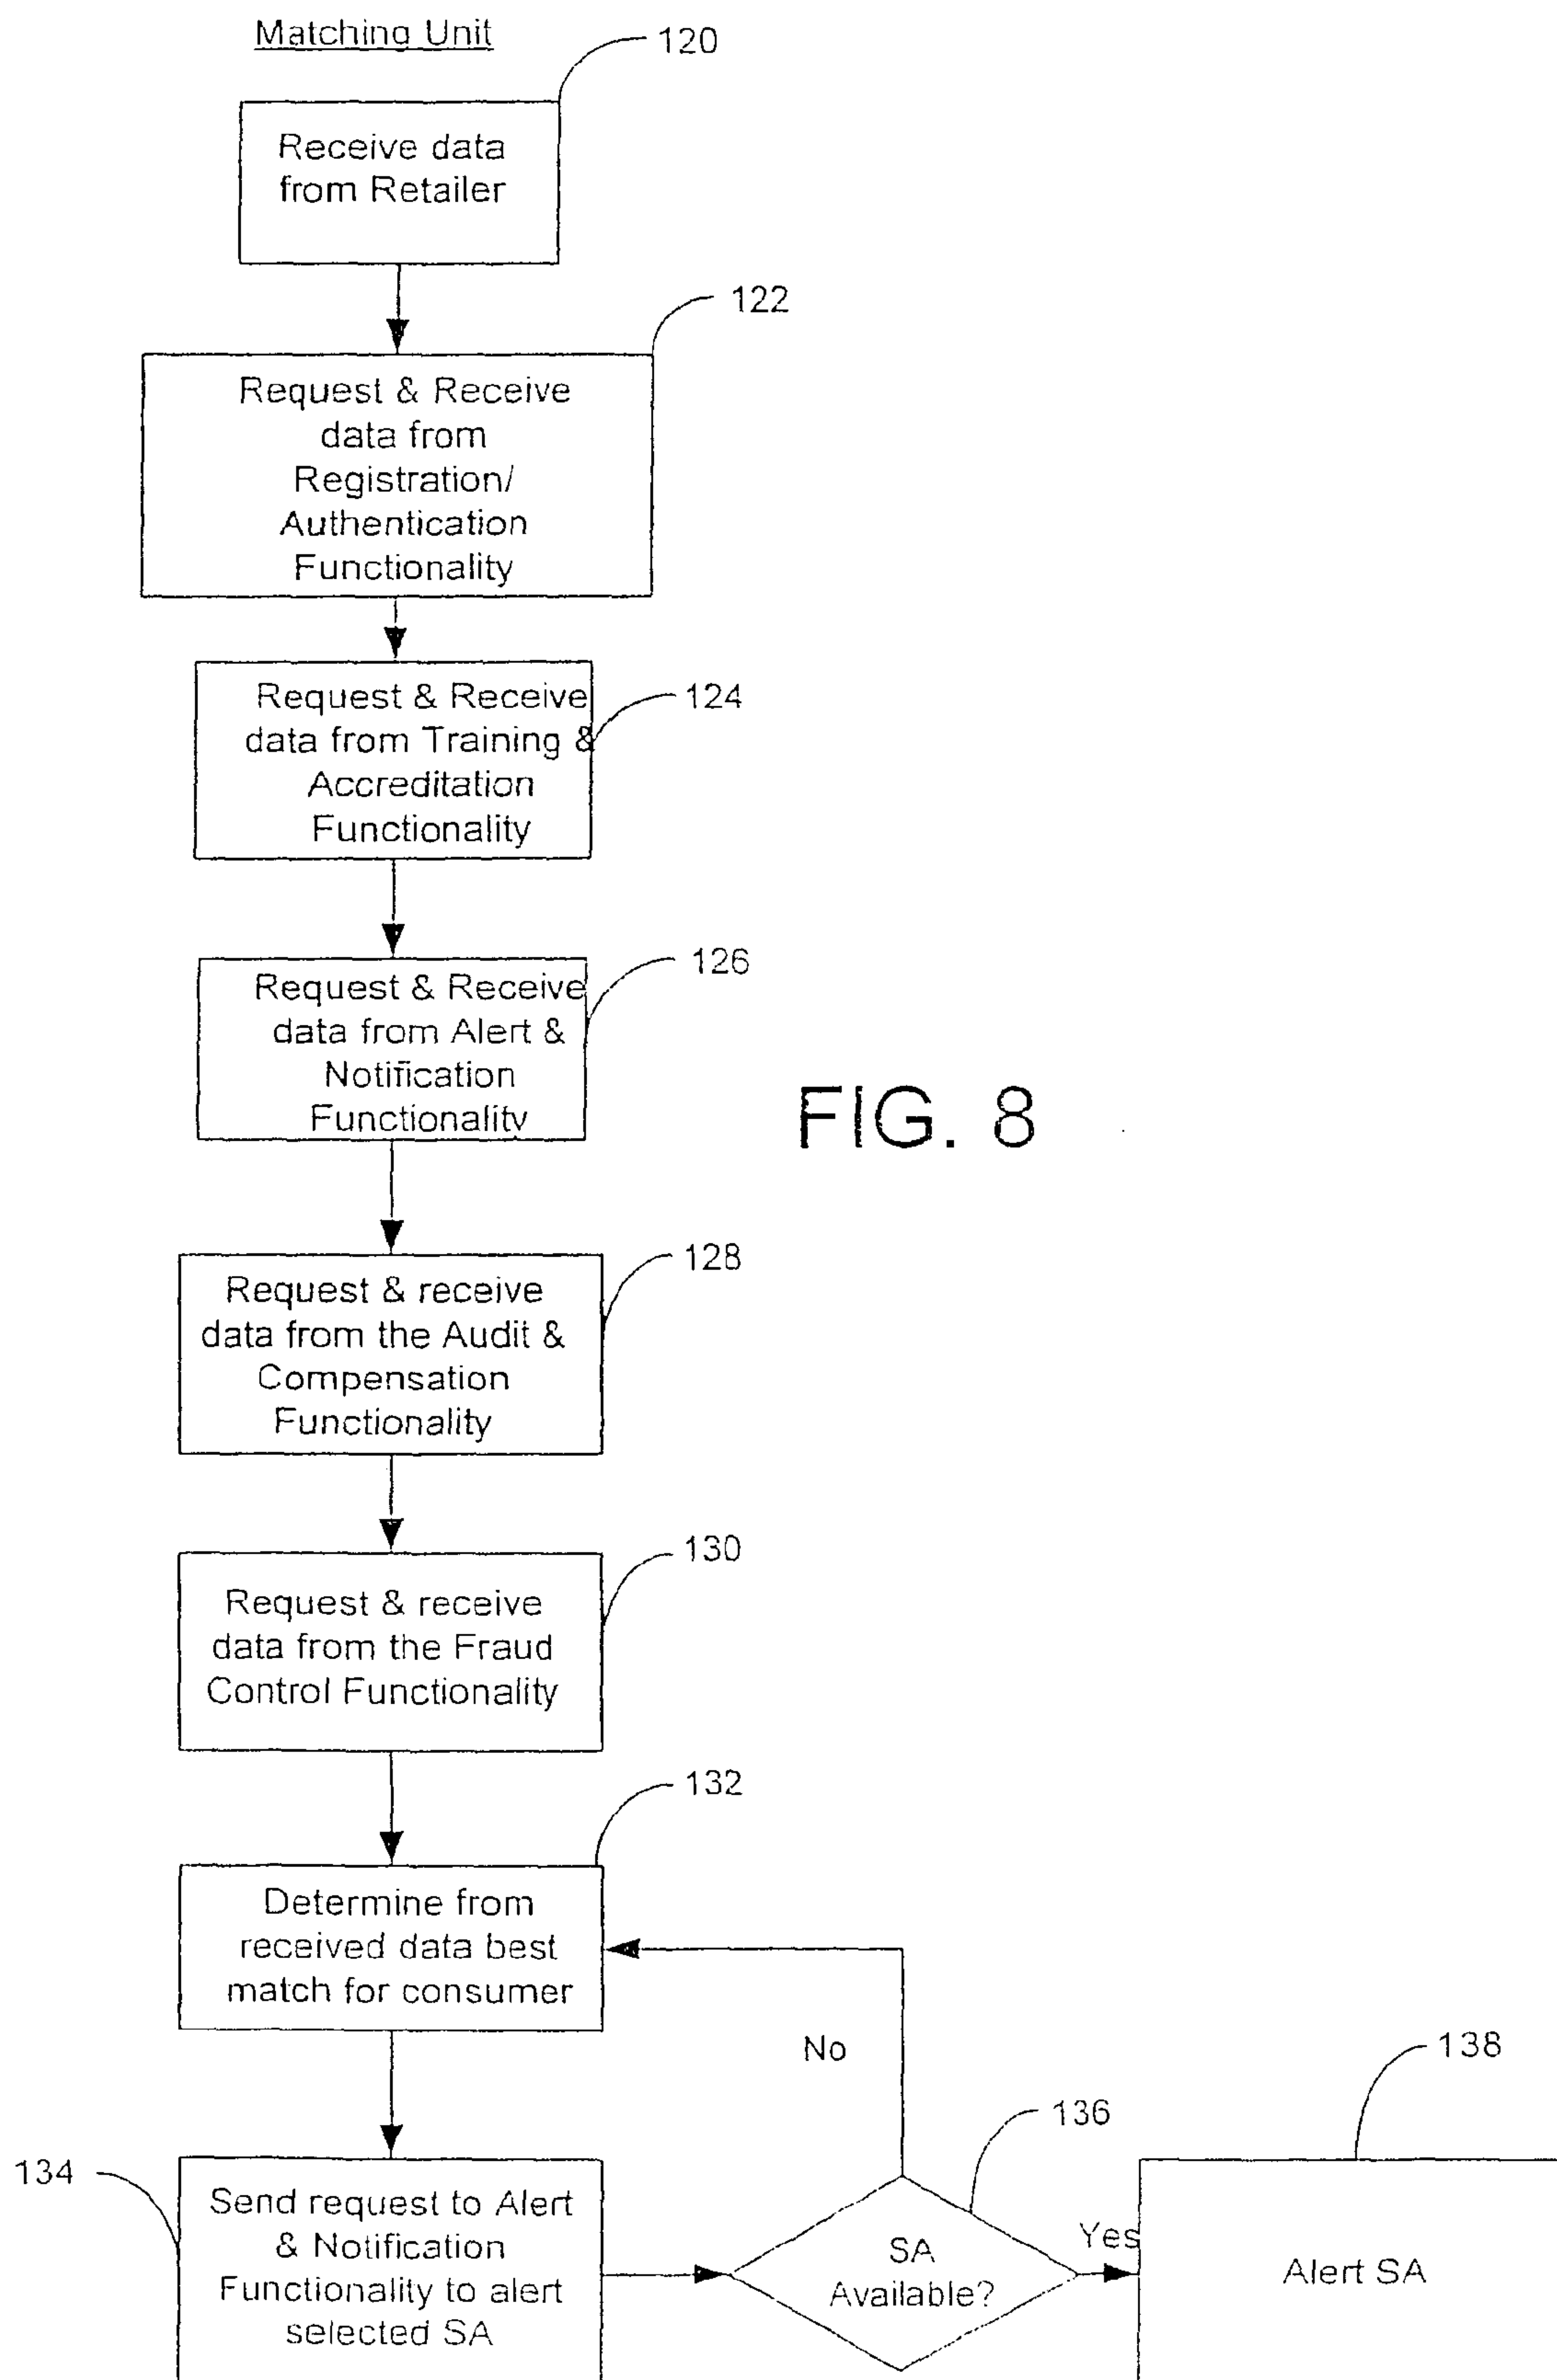 Matching Unit
120
Receive data
from Retailer
122
Request & Receive
data from
Registration/
Authentication
Functionality
124
Request & Receive
data from Training &
Accreditation
Functionality
126
Request & Receive
data from Alert &
Notification
Functionality
FIG. 8
128
Request & receive
data from the Audit &
Compensation
Functionality
130
Request & receive
data from the Fraud
Control Functionality
132
Determine from
received data best
match for consumer
No
138
136
134
Send request to Alert
& Notification
Functionality to alert
selected SA
SA
Available?
Yes
Alert SA